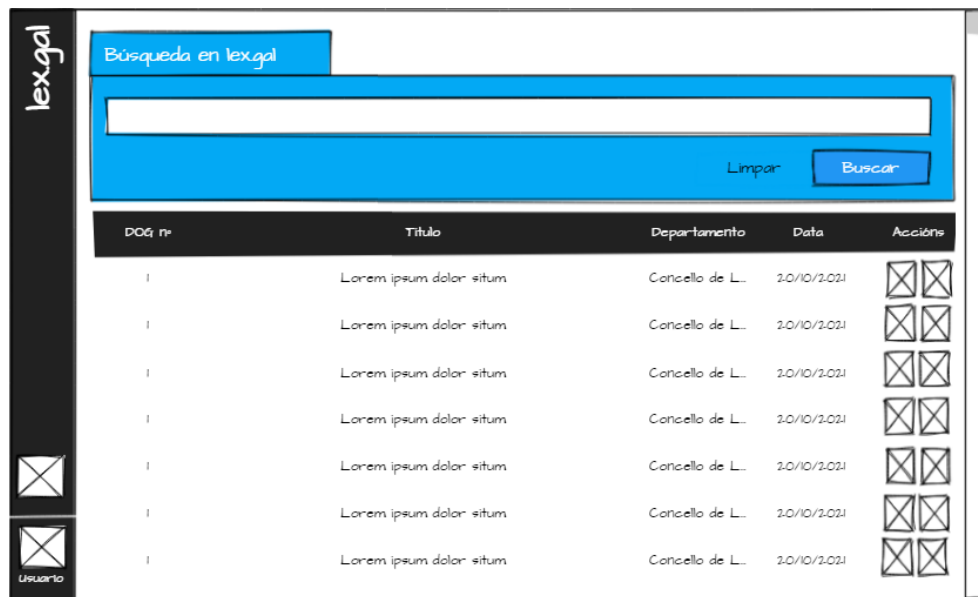 lex.gal
Búsqueda en lex.gal
Limpar
Buscar
DOG nº Título Departamento Data Accións
1 Lorem ipsum dolor situm Concello de L... 20/10/2021
1 Lorem ipsum dolor situm Concello de L... 20/10/2021
1 Lorem ipsum dolor situm Concello de L... 20/10/2021
1 Lorem ipsum dolor situm Concello de L... 20/10/2021
1 Lorem ipsum dolor situm Concello de L... 20/10/2021
1 Lorem ipsum dolor situm Concello de L... 20/10/2021
1 Lorem ipsum dolor situm Concello de L... 20/10/2021
Usuario